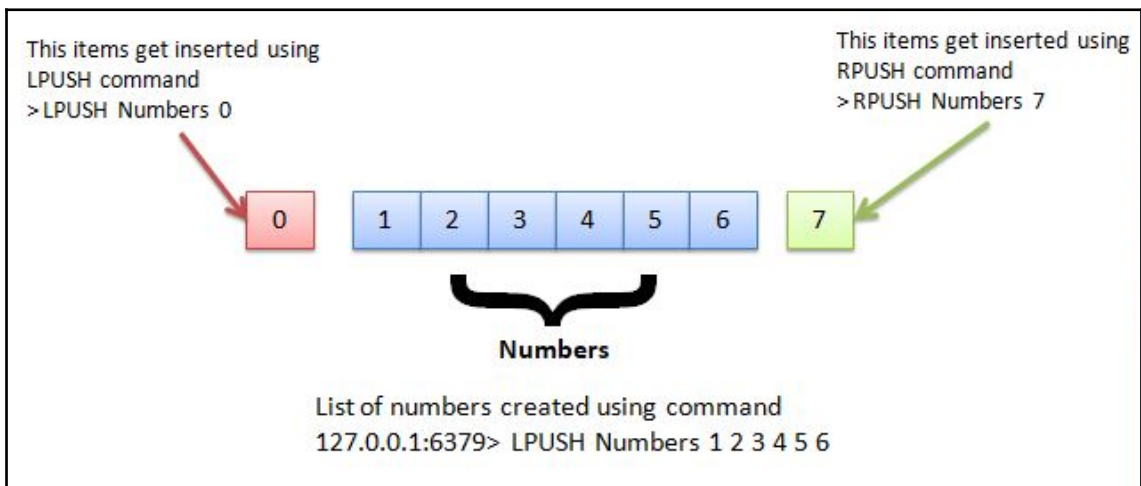 This items get inserted using
LPUSH command
>LPUSH Numbers 0
This items get inserted using
RPUSH command
>RPUSH Numbers 7
0 1 2 3 4 5 6 7
Numbers
List of numbers created using command
127.0.0.1:6379> LPUSH Numbers 1 2 3 4 5 6